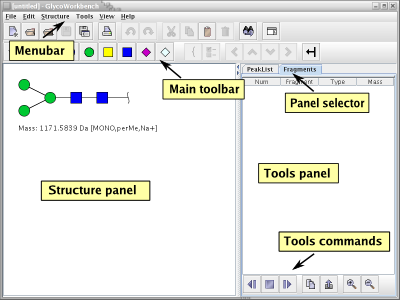 [untitled] - GlycoWorkbench
File Edit Structure Tools View Help
Menubar
Main toolbar
PeakList Fragments
Num Fragment Type Mass
Panel selector
Mass: 1171.5839 Da [MONO,perMe,Na+]
Structure panel
Tools panel
Tools commands